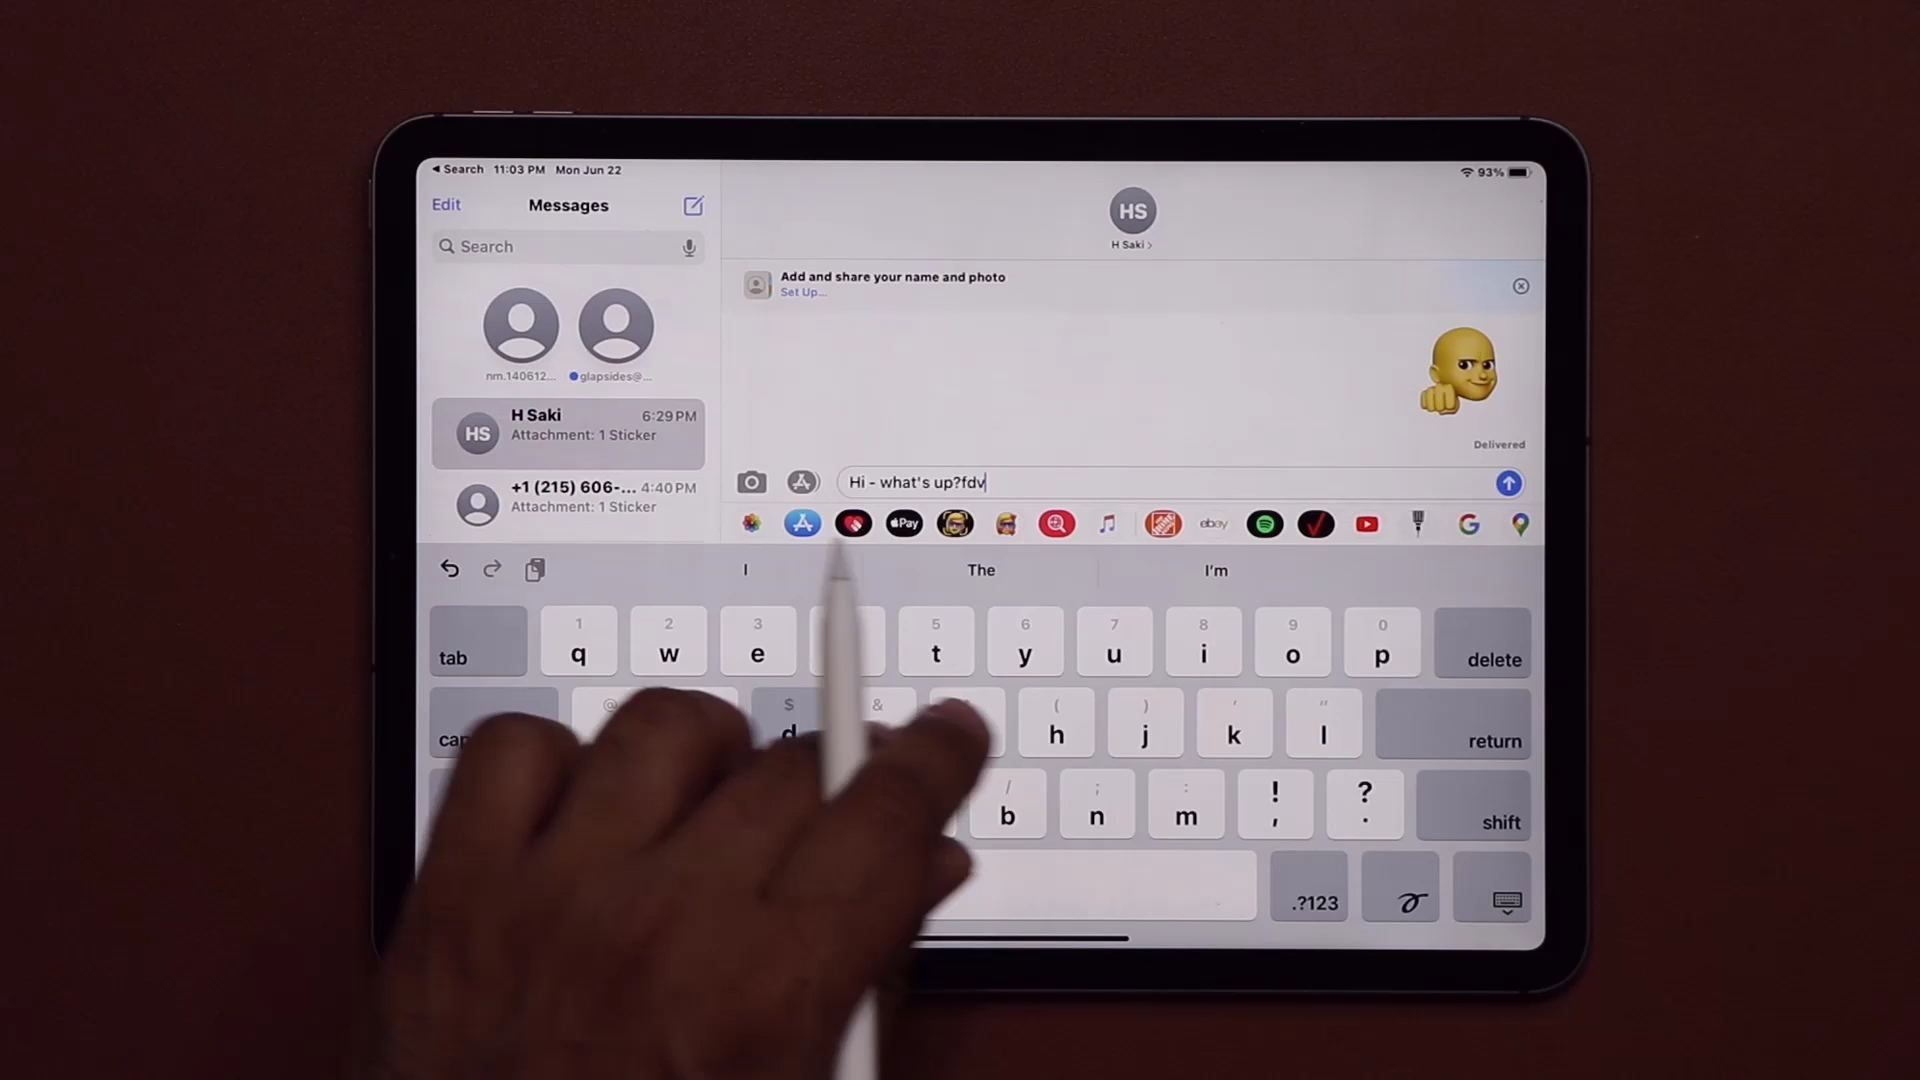 Search 11:03 PM Mon Jun 22
93%
Edit Messages
Search
nm.140612... glapsides@...
H Saki 6:29 PM
Attachment: 1 Sticker
HS
+1 (215) 606-... 4:40 PM
Attachment: 1 Sticker
HS
H Saki
Add and share your name and photo
Set Up...
Delivered
Hi - what's up?fdv
Pay
ebay
I The I'm
1 2 3 5 6 7 8 9 0
tab q w e t y u i o p delete
@ $ & ( ) ' "
cap d h j k l return
/ ; : ! ?
b n m , . shift
.?123